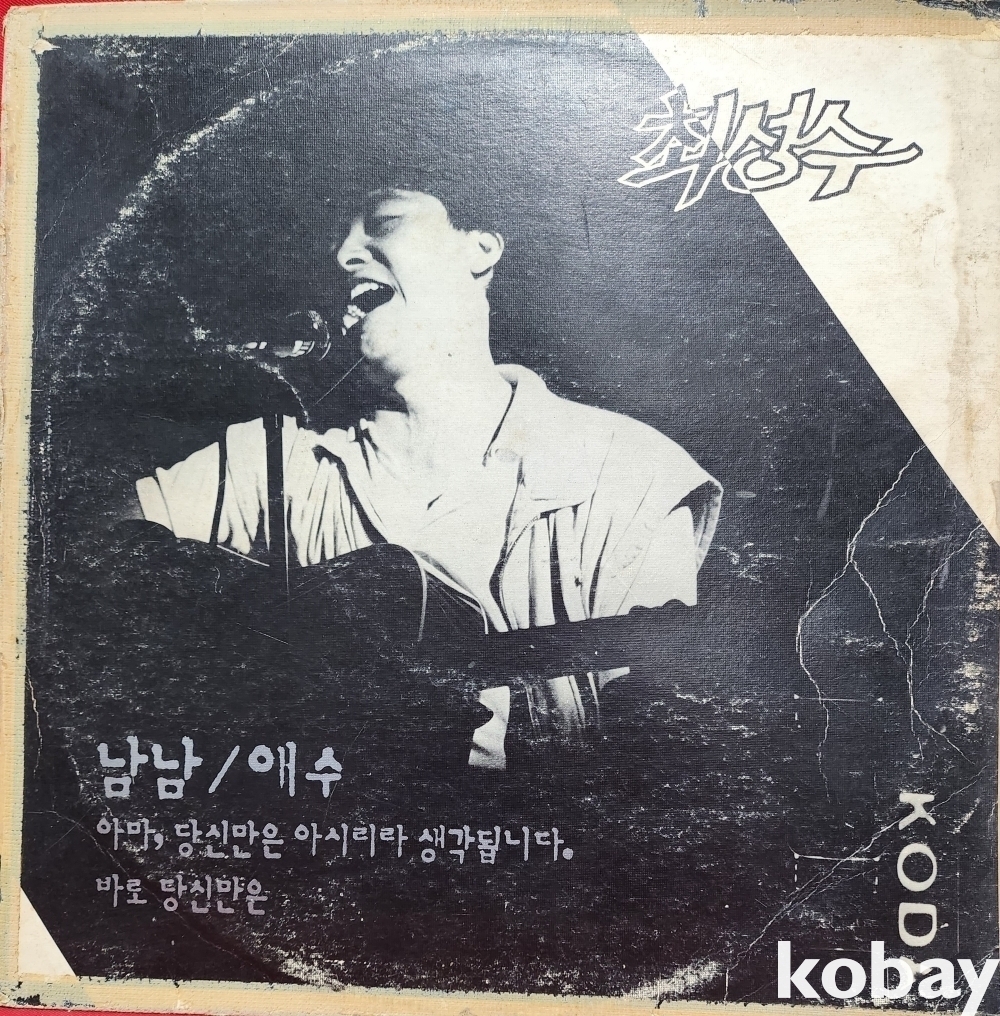 최성수
남남/애수
아마, 당신만은 아시리라 생각됩니다.
바로 당신만은
KOD
kobay